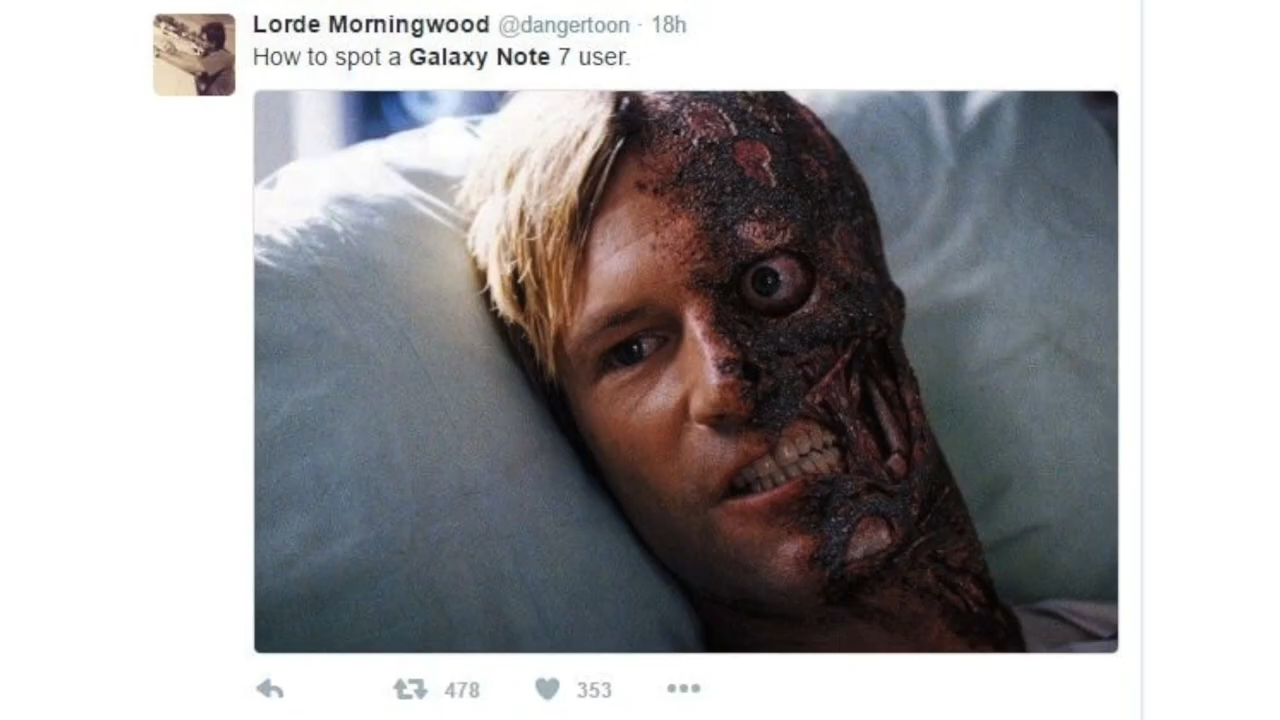 Lorde Morningwood @dangertoon · 18h
How to spot a Galaxy Note 7 user.
478 353